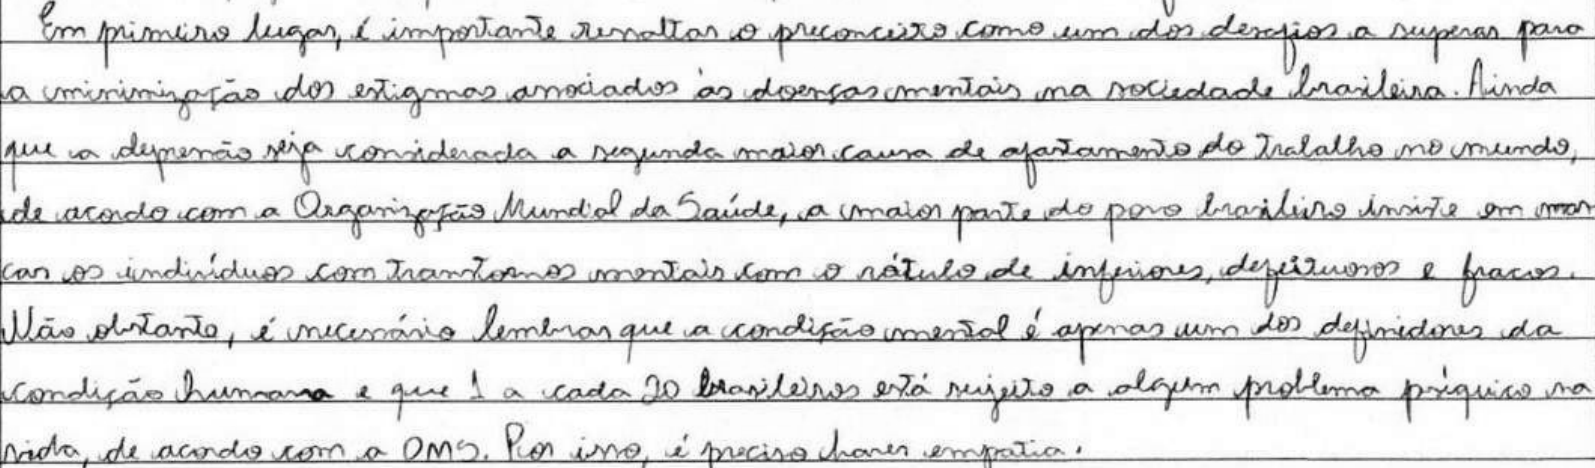 Em primeiro lugar, é importante ressaltar o preconceito como um dos desafios a superar para
a minimização dos estigmas associados às doenças mentais na sociedade brasileira. Ainda
que a depressão seja considerada a segunda maior causa de afastamento do trabalho no mundo,
de acordo com a Organização Mundial da Saúde, a maior parte do povo brasileiro insiste em mar
car os indivíduos com transtornos mentais com o rótulo de inferiores, defeituosos e fracos.
Não obstante, é necessário lembrar que a condição mental é apenas um dos definidores da
condição humana e que 1 a cada 20 brasileiros está sujeito a algum problema psíquico na
vida, de acordo com a OMS. Por isso, é preciso haver empatia.